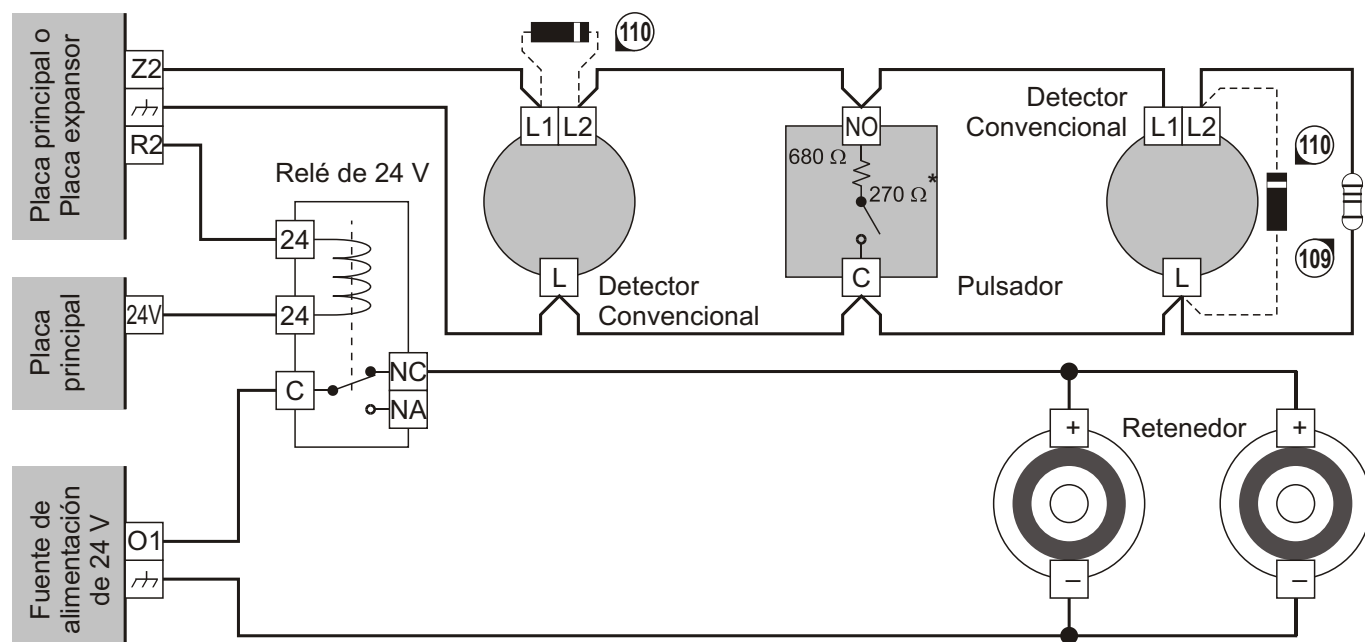 Placa principal o
Placa expansor
Z2
R2
110
L1 L2
L
Detector
Convencional
NO
680 Ω
270 Ω*
C
Pulsador
Detector
Convencional
L1 L2
L
110
109
Relé de 24 V
24
24
C
NC
NA
Placa
principal
24V
Fuente de
alimentación
de 24 V
O1
Retenedor
+
+
–
–